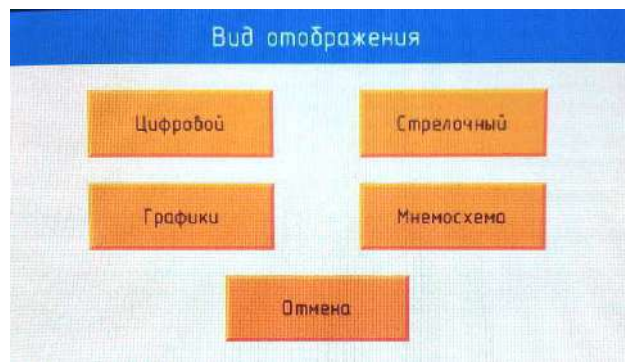 Вид отображения
Цифровой Стрелочный
Графики Мнемосхема
Отмена